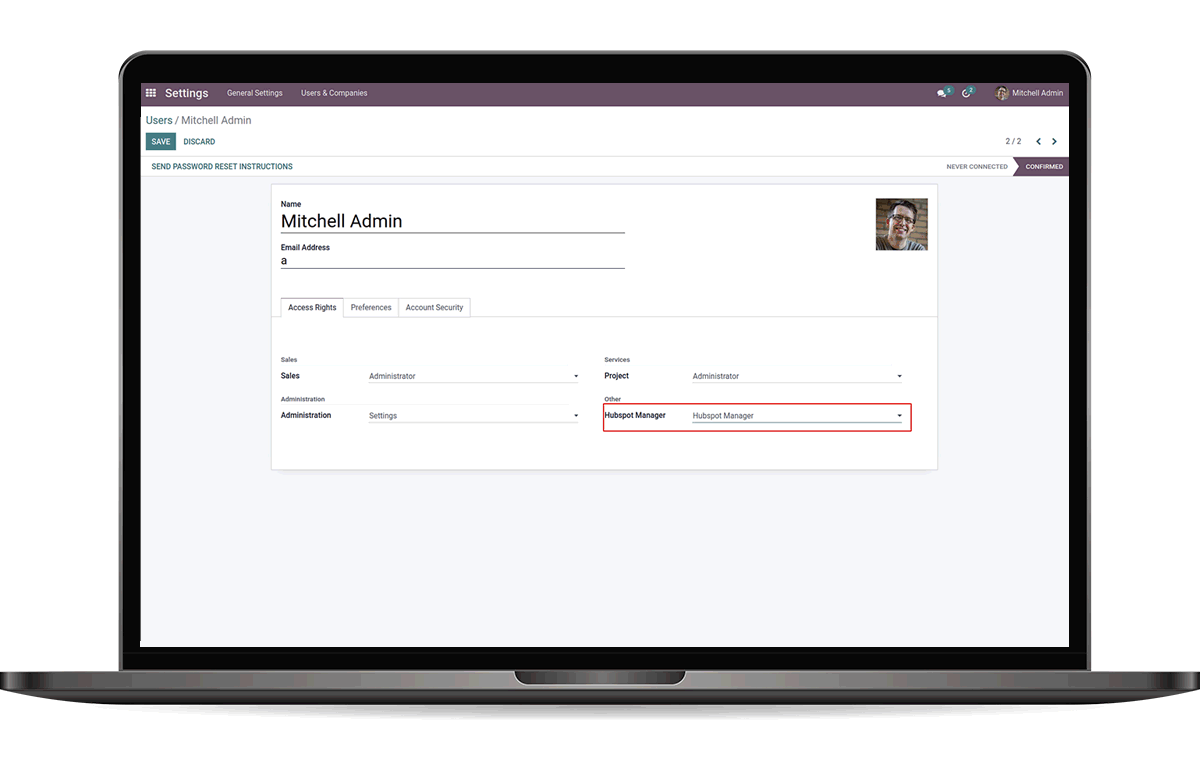 Settings General Settings Users & Companies 5 2 Mitchell Admin
Users / Mitchell Admin
SAVE DISCARD 2 / 2
SEND PASSWORD RESET INSTRUCTIONS NEVER CONNECTED CONFIRMED
Name
Mitchell Admin
Email Address
a
Access Rights Preferences Account Security
Sales Services
Sales Administrator Project Administrator
Administration Other
Administration Settings Hubspot Manager Hubspot Manager